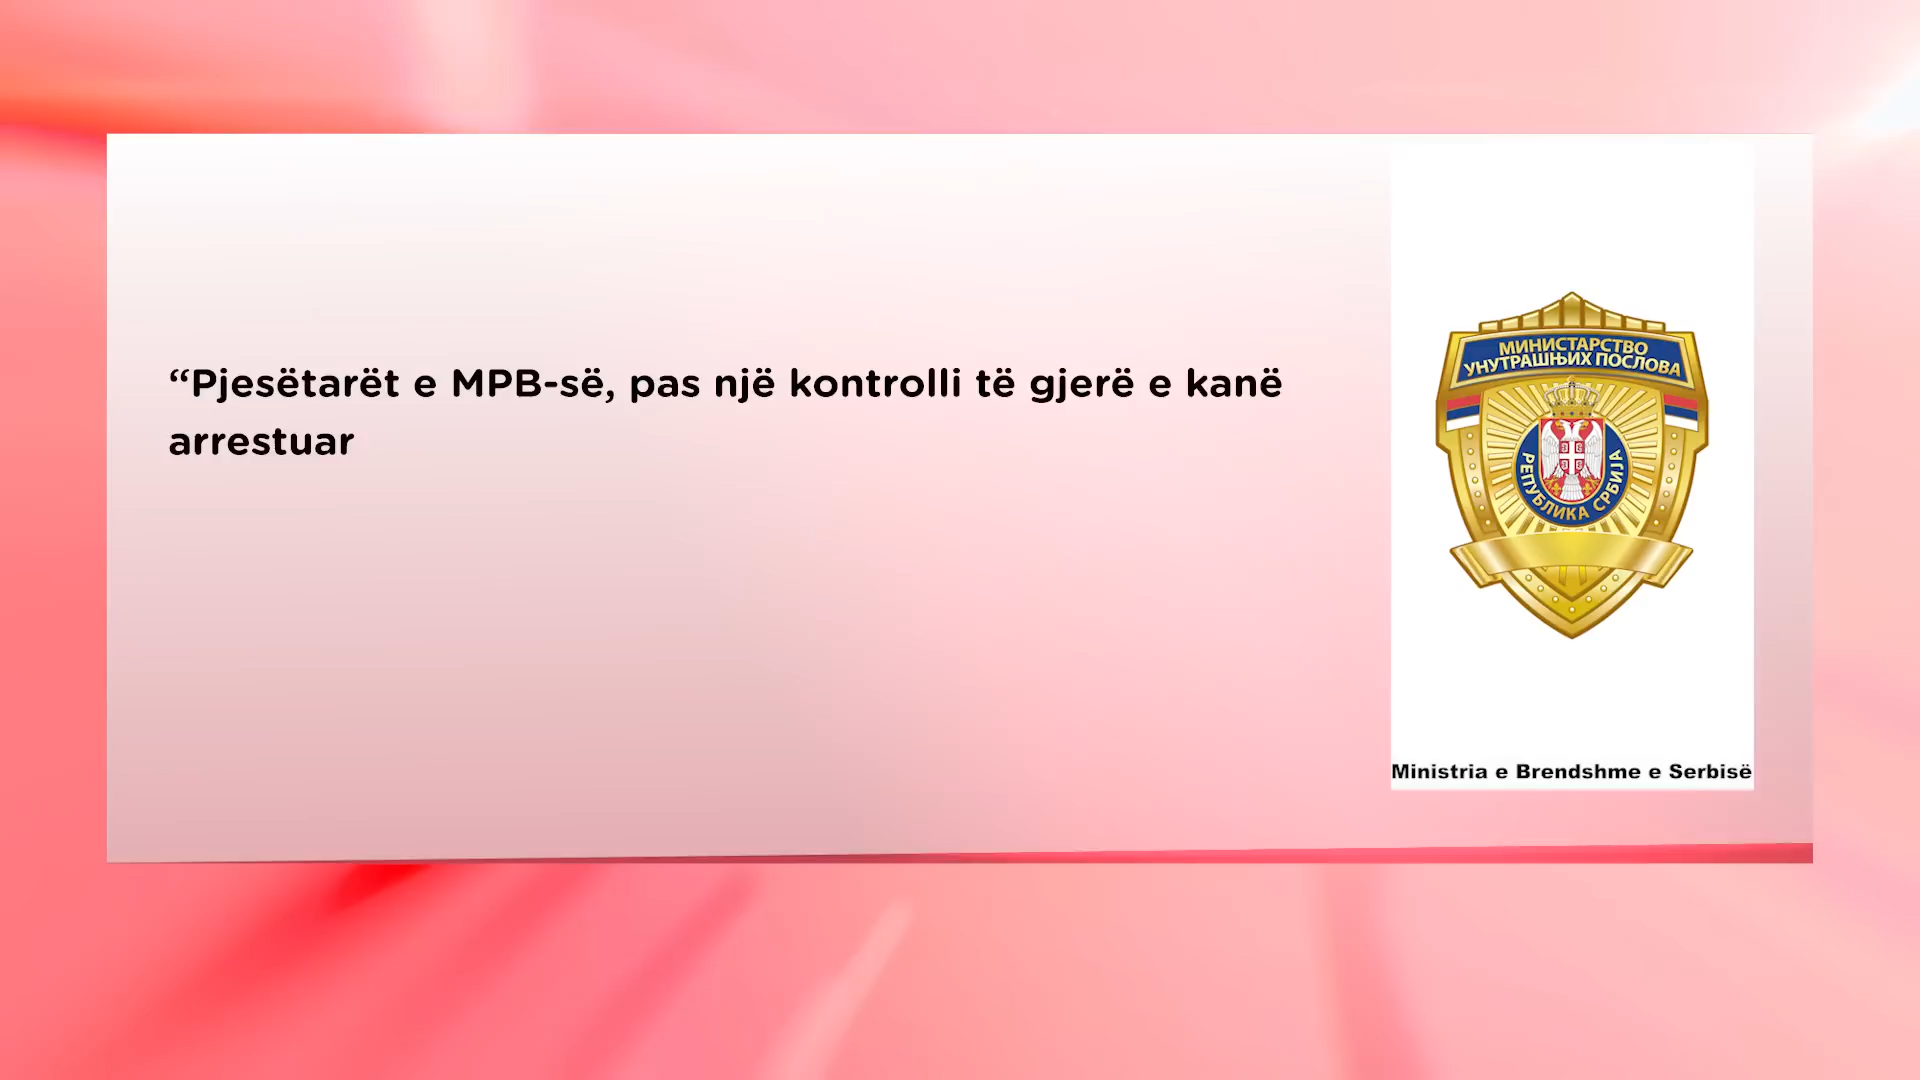 “Pjesëtarët e MPB-së, pas një kontrolli të gjerë e kanë
arrestuar
МИНИСТАРСТВО
УНУТРАШЊИХ ПОСЛОВА
РЕПУБЛИКА СРБИЈА
Ministria e Brendshme e Serbisë